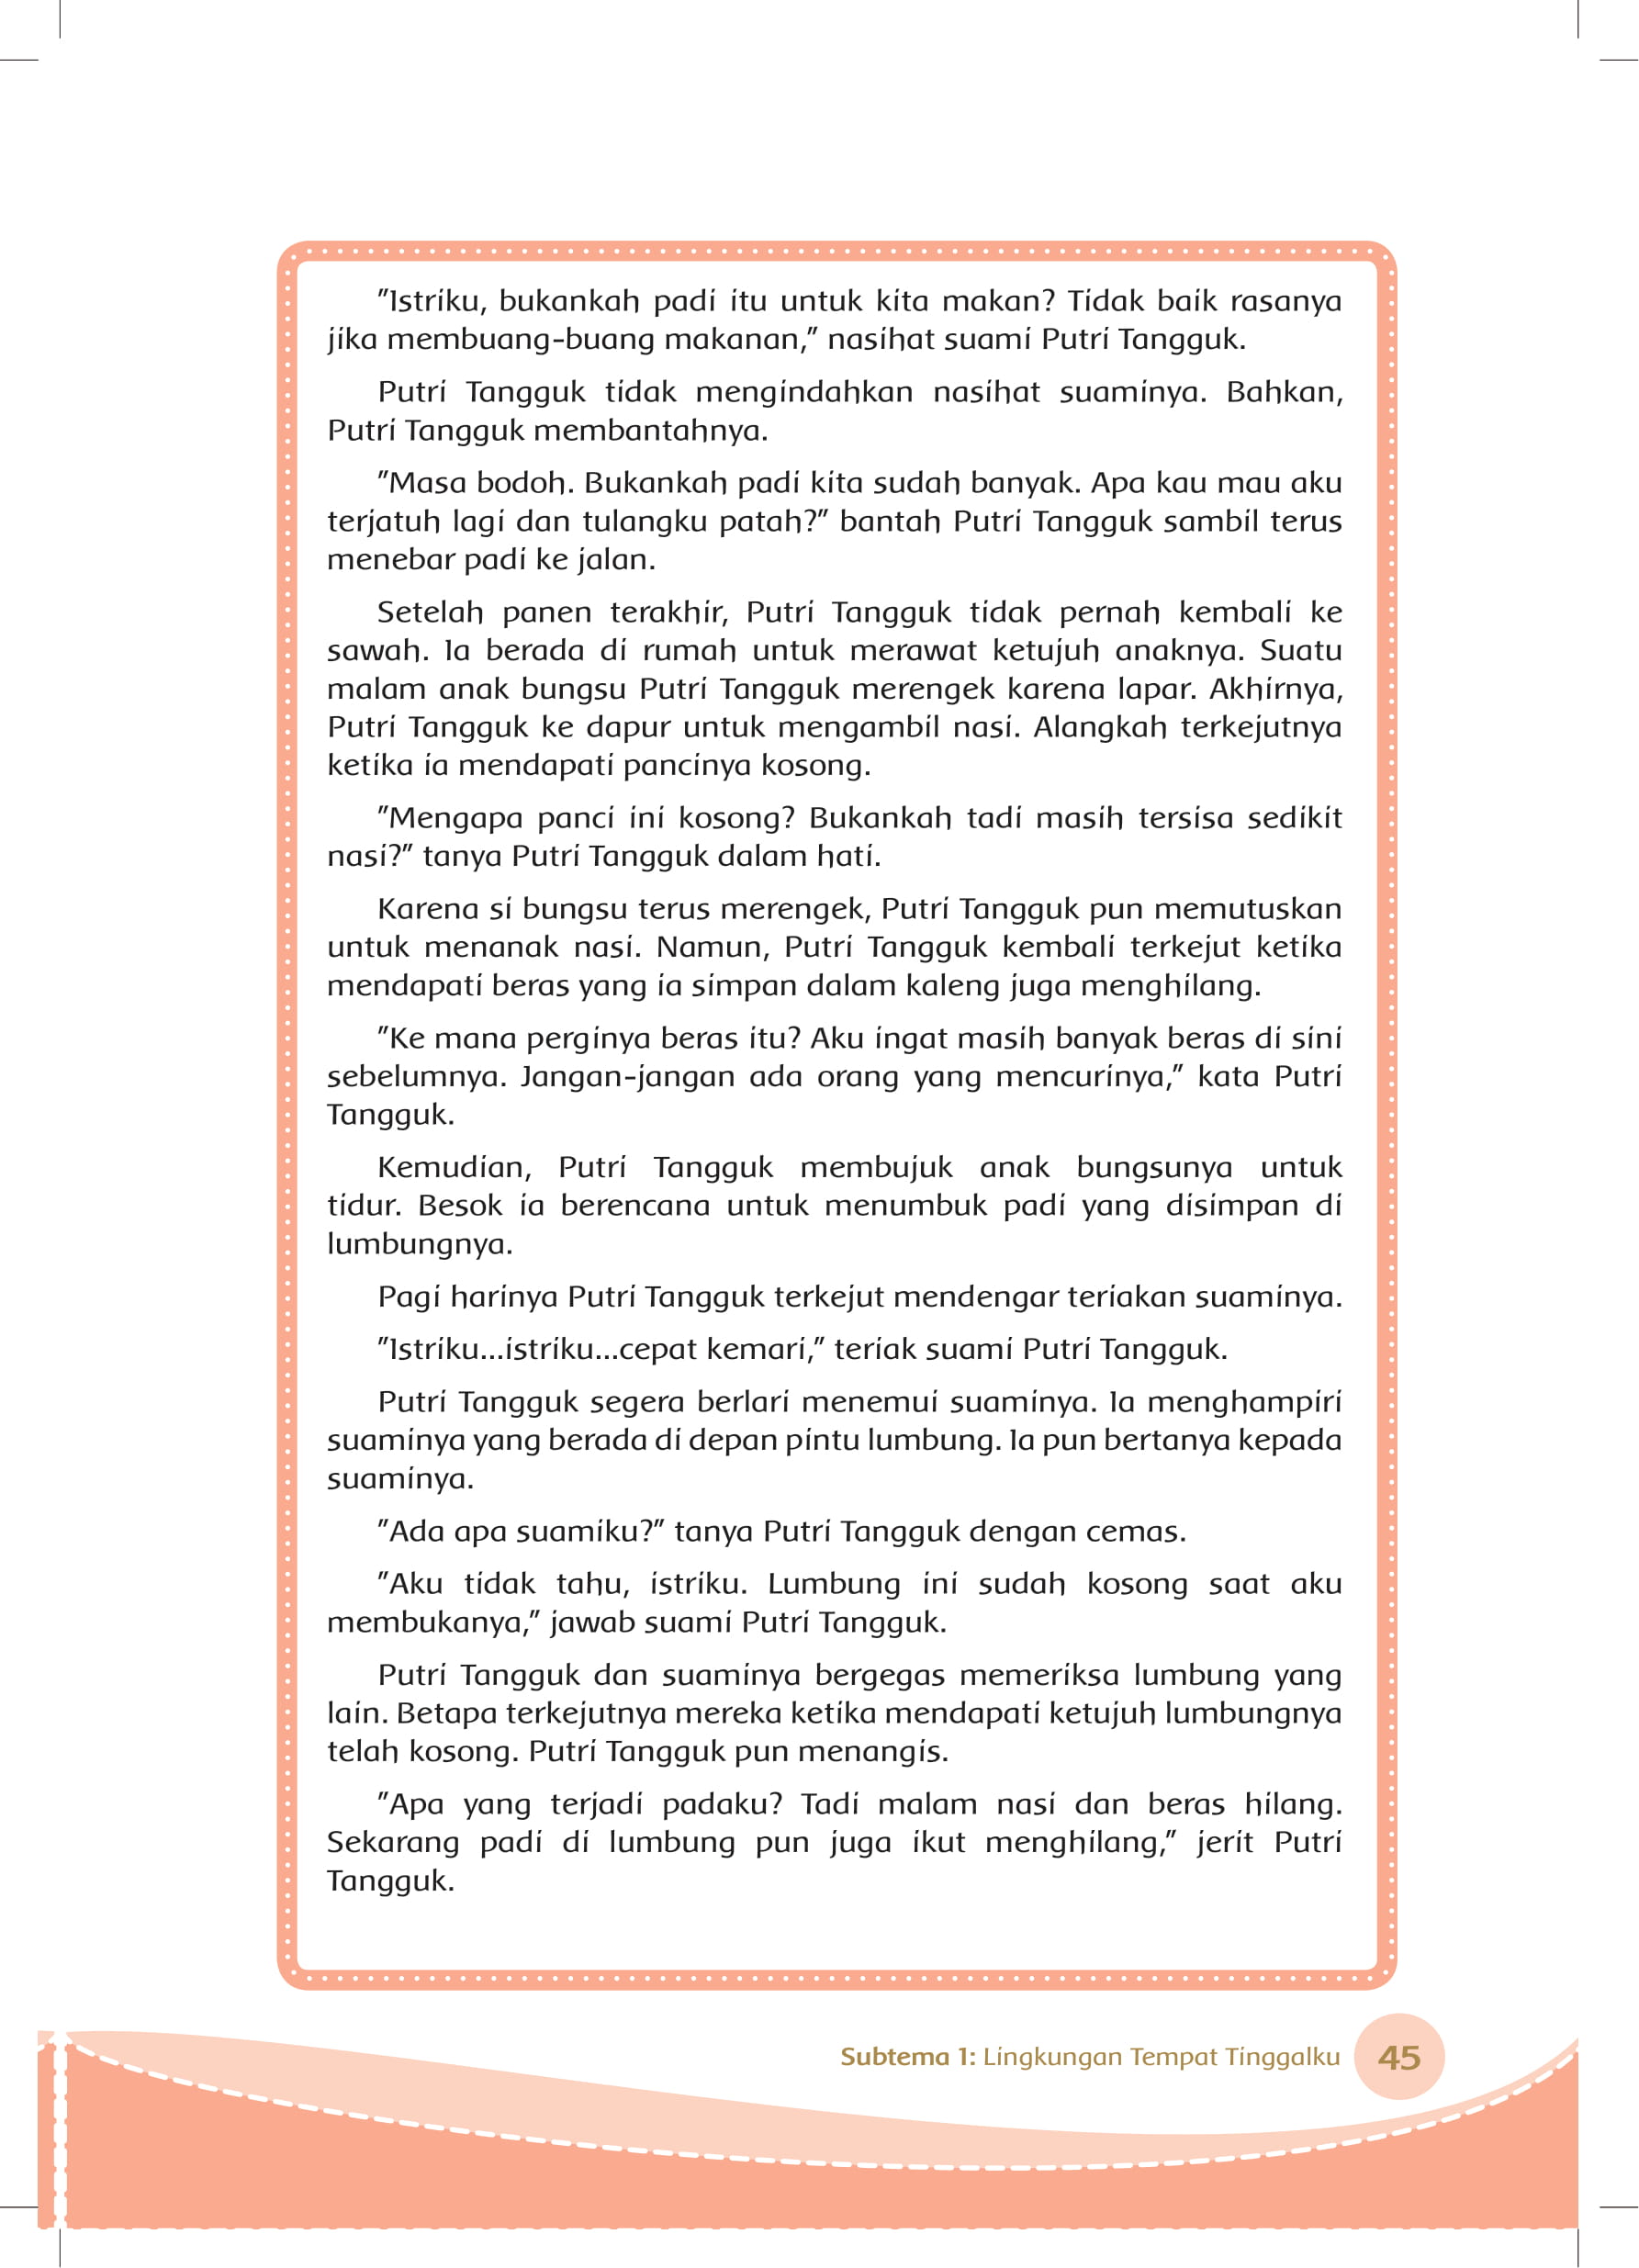 "Istriku, bukankah padi itu untuk kita makan? Tidak baik rasanya
jika membuang-buang makanan," nasihat suami Putri Tangguk.
Putri Tangguk tidak mengindahkan nasihat suaminya. Bahkan,
Putri Tangguk membantahnya.
"Masa bodoh. Bukankah padi kita sudah banyak. Apa kau mau aku
terjatuh lagi dan tulangku patah?" bantah Putri Tangguk sambil terus
menebar padi ke jalan.
Setelah panen terakhir, Putri Tangguk tidak pernah kembali ke
sawah. Ia berada di rumah untuk merawat ketujuh anaknya. Suatu
malam anak bungsu Putri Tangguk merengek karena lapar. Akhirnya,
Putri Tangguk ke dapur untuk mengambil nasi. Alangkah terkejutnya
ketika ia mendapati pancinya kosong.
"Mengapa panci ini kosong? Bukankah tadi masih tersisa sedikit
nasi?" tanya Putri Tangguk dalam hati.
Karena si bungsu terus merengek, Putri Tangguk pun memutuskan
untuk menanak nasi. Namun, Putri Tangguk kembali terkejut ketika
mendapati beras yang ia simpan dalam kaleng juga menghilang.
"Ke mana perginya beras itu? Aku ingat masih banyak beras di sini
sebelumnya. Jangan-jangan ada orang yang mencurinya," kata Putri
Tangguk.
Kemudian, Putri Tangguk membujuk anak bungsunya untuk
tidur. Besok ia berencana untuk menumbuk padi yang disimpan di
lumbungnya.
Pagi harinya Putri Tangguk terkejut mendengar teriakan suaminya.
"Istriku...istriku...cepat kemari," teriak suami Putri Tangguk.
Putri Tangguk segera berlari menemui suaminya. Ia menghampiri
suaminya yang berada di depan pintu lumbung. Ia pun bertanya kepada
suaminya.
"Ada apa suamiku?" tanya Putri Tangguk dengan cemas.
"Aku tidak tahu, istriku. Lumbung ini sudah kosong saat aku
membukanya," jawab suami Putri Tangguk.
Putri Tangguk dan suaminya bergegas memeriksa lumbung yang
lain. Betapa terkejutnya mereka ketika mendapati ketujuh lumbungnya
telah kosong. Putri Tangguk pun menangis.
"Apa yang terjadi padaku? Tadi malam nasi dan beras hilang.
Sekarang padi di lumbung pun juga ikut menghilang," jerit Putri
Tangguk.
Subtema 1: Lingkungan Tempat Tinggalku 45